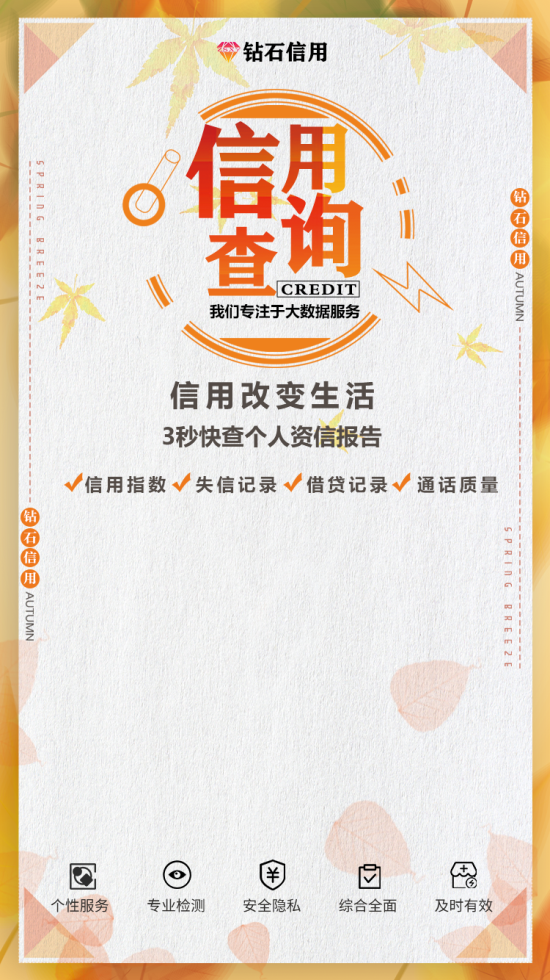 钻石信用
信用
查询
CREDIT
我们专注于大数据服务
信用改变生活
3秒快查个人资信报告
信用指数 失信记录 借贷记录 通话质量
SPRING BREEZE
钻石信用 AUTUMN
钻石信用 AUTUMN
SPRING BREEZE
个性服务 专业检测 安全隐私 综合全面 及时有效